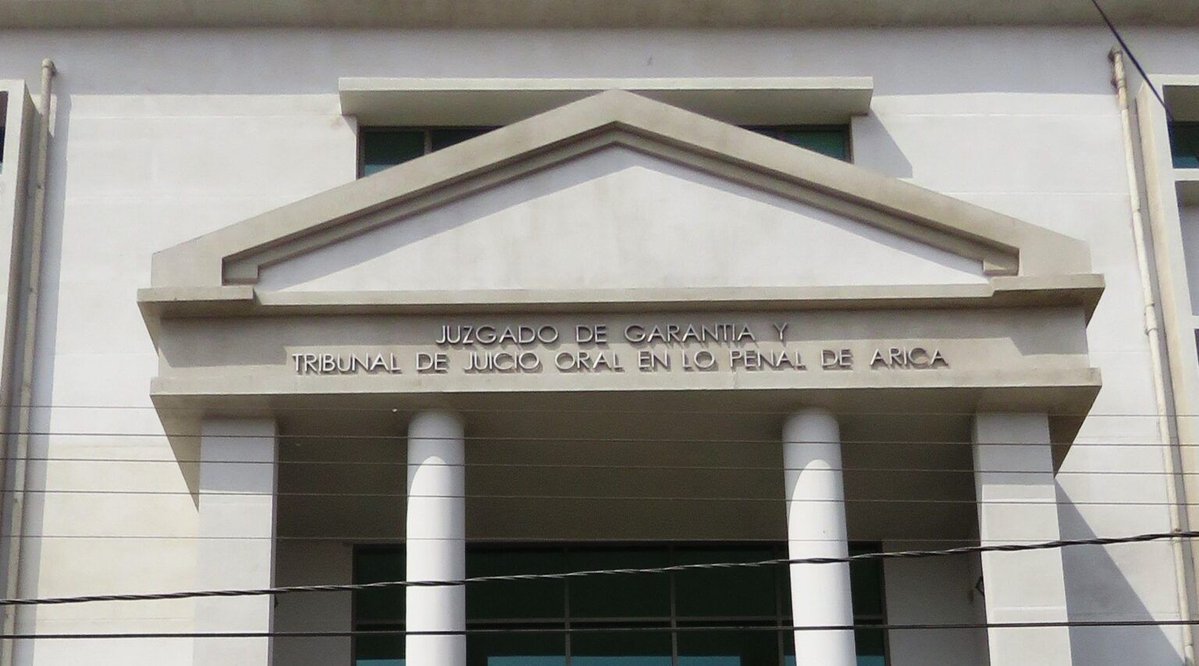 JUZGADO DE GARANTIA Y
TRIBUNAL DE JUICIO ORAL EN LO PENAL DE ARICA